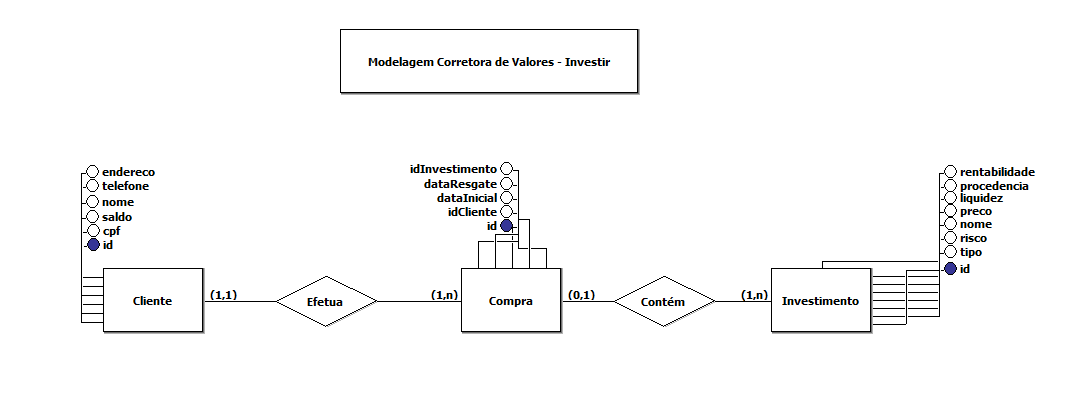 Modelagem Corretora de Valores - Investir
endereco
telefone
nome
saldo
cpf
id
idInvestimento
dataResgate
dataInicial
idCliente
id
rentabilidade
procedencia
liquidez
preco
nome
risco
tipo
id
Cliente
(1,1)
Efetua
(1,n)
Compra
(0,1)
Contém
(1,n)
Investimento